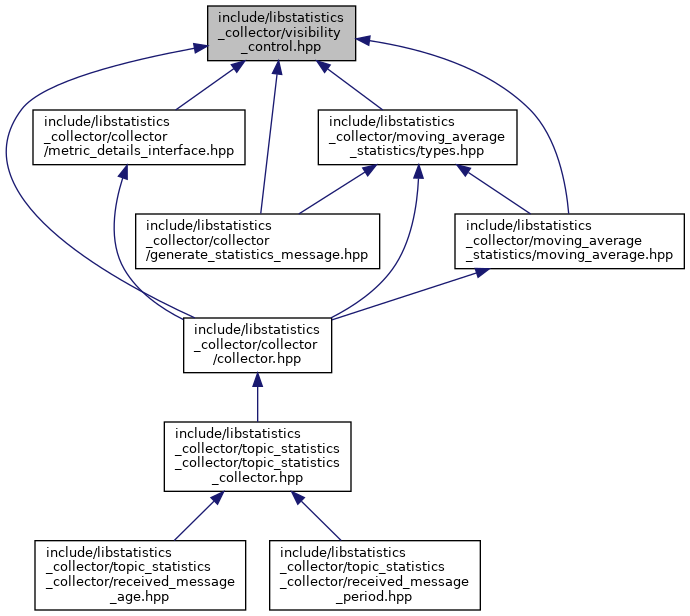 include/libstatistics
_collector/visibility
_control.hpp
include/libstatistics
_collector/collector
/metric_details_interface.hpp
include/libstatistics
_collector/moving_average
_statistics/types.hpp
include/libstatistics
_collector/collector
/generate_statistics_message.hpp
include/libstatistics
_collector/moving_average
_statistics/moving_average.hpp
include/libstatistics
_collector/collector
/collector.hpp
include/libstatistics
_collector/topic_statistics
_collector/topic_statistics
_collector.hpp
include/libstatistics
_collector/topic_statistics
_collector/received_message
_age.hpp
include/libstatistics
_collector/topic_statistics
_collector/received_message
_period.hpp